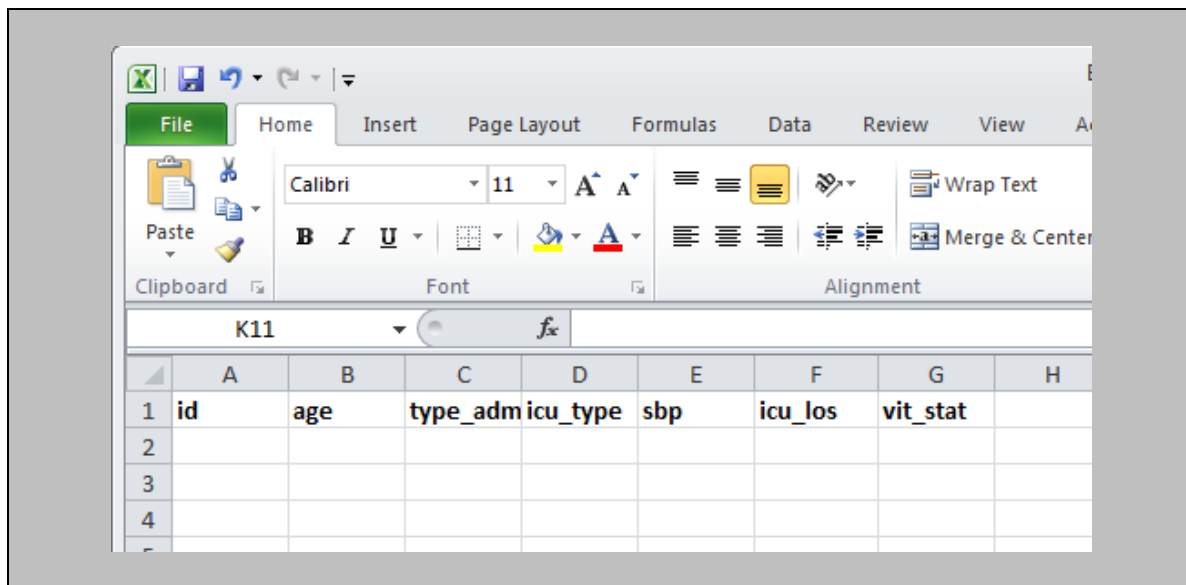 File Home Insert Page Layout Formulas Data Review View
Calibri 11 A A Wrap Text
Paste B I U A Merge & Center
Clipboard Font Alignment
K11 fx
A B C D E F G H
1 id age type_adm icu_type sbp icu_los vit_stat
2
3
4